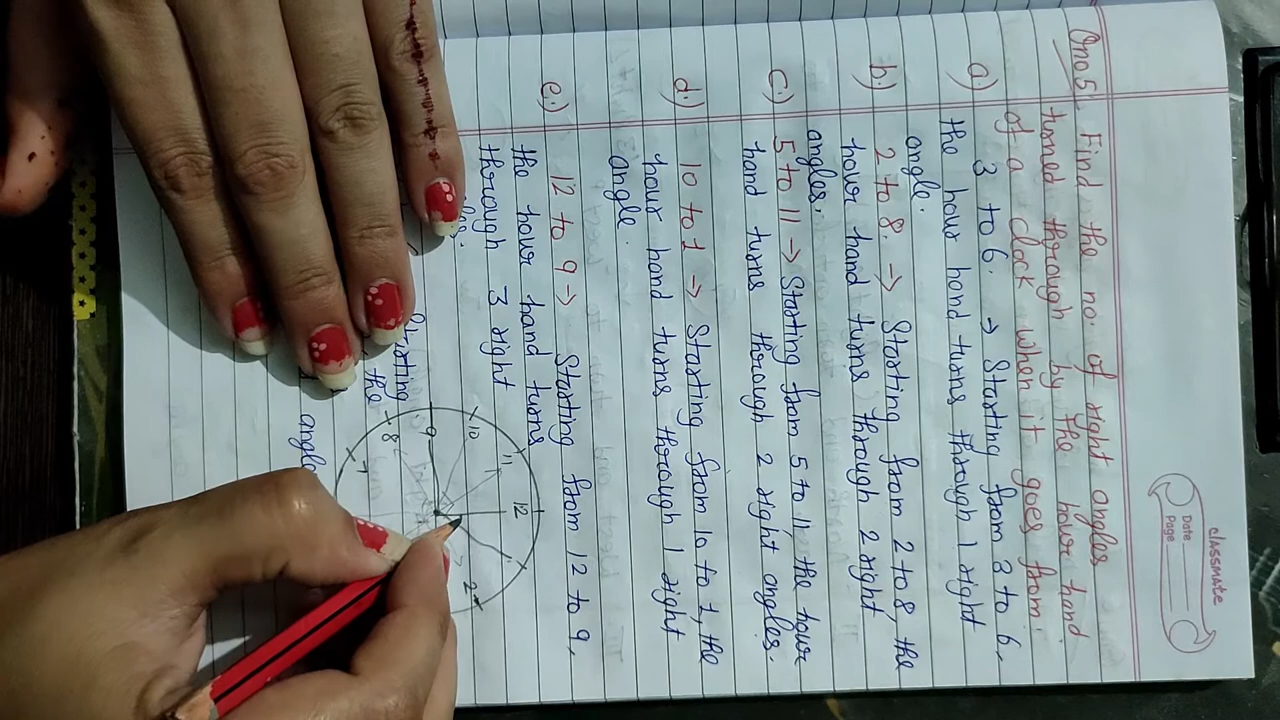 classmate
Date
Page
Qno5. Find the no. of right angles
turned through by the hour hand
of a clock when it goes from.
a) 3 to 6. → Starting from 3 to 6,
the hour hand turns through 1 right
angle.
b.) 2 to 8. → Starting from 2 to 8, the
hour hand turns through 2 right
angles.
c.) 5 to 11 → Starting from 5 to 11, the hour
hand turns through 2 right angles.
d.) 10 to 1 → Starting from 10 to 1, the
hour hand turns through 1 right
angle.
e.) 12 to 9 → Starting from 12 to 9,
the hour hand turns
through 3 right
Starting
the
angle
12
11
10
9
8
7
2